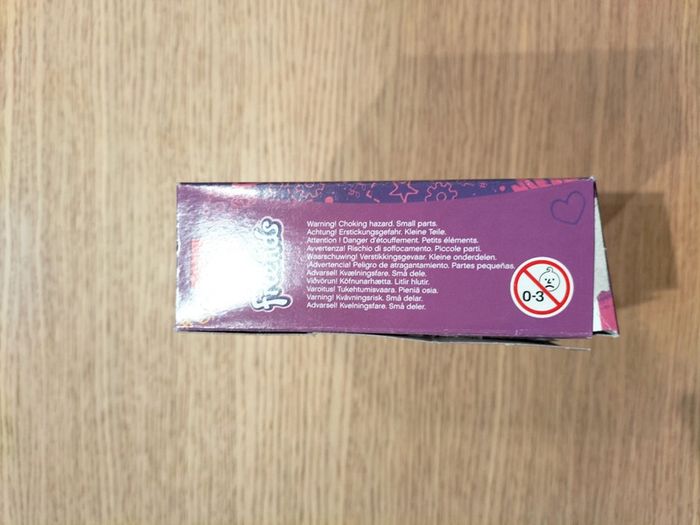 friends
Warning! Choking hazard. Small parts.
Achtung! Erstickungsgefahr. Kleine Teile.
Attention ! Danger d'étouffement. Petits éléments.
Avvertenza! Rischio di soffocamento. Piccole parti.
Waarschuwing! Verstikkingsgevaar. Kleine onderdelen.
¡Advertencia! Peligro de atragantamiento. Partes pequeñas.
Advarsel! Kvælningsfare. Små dele.
Viðvörun! Köfnunarhætta. Litlir hlutir.
Varoitus! Tukehtumisvaara. Pieniä osia.
Varning! Kvävningsrisk. Små delar.
Advarsel! Kvelningsfare. Små deler.
0-3